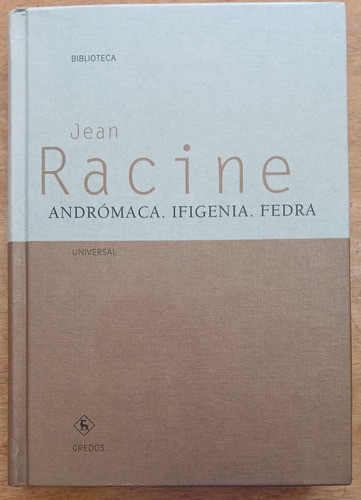 BIBLIOTECA
Jean
Racine
ANDRÓMACA. IFIGENIA. FEDRA
UNIVERSAL
GREDOS